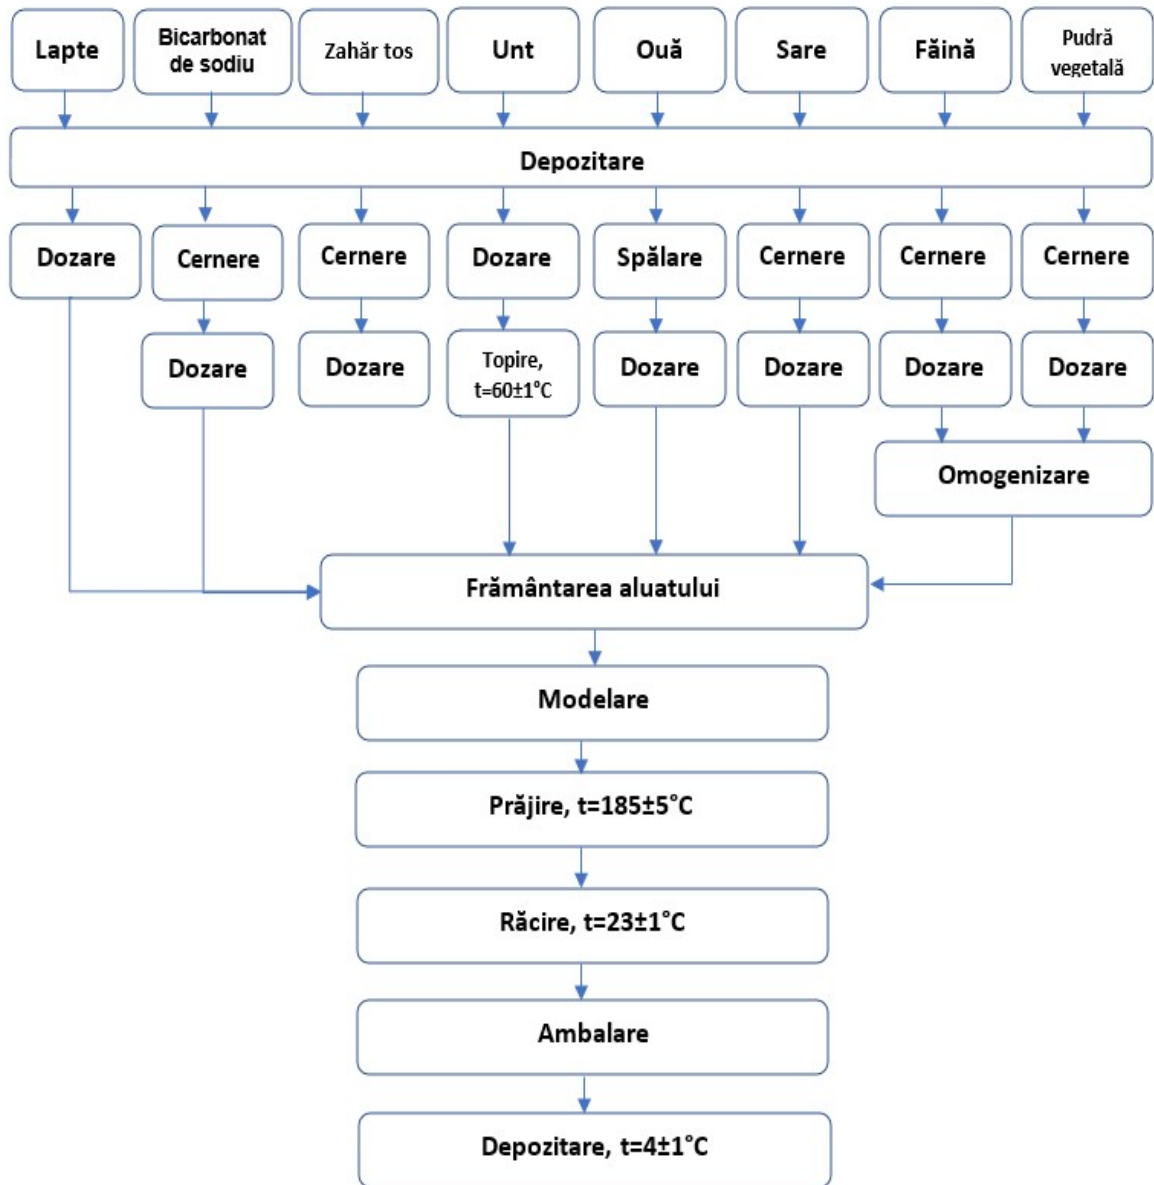 Lapte
Bicarbonat
de sodiu
Zahăr tos
Unt
Ouă
Sare
Făină
Pudră
vegetală
Depozitare
Dozare
Cernere
Cernere
Dozare
Spălare
Cernere
Cernere
Cernere
Dozare
Dozare
Topire,
t=60±1°C
Dozare
Dozare
Dozare
Dozare
Omogenizare
Frământarea aluatului
Modelare
Prăjire, t=185±5°C
Răcire, t=23±1°C
Ambalare
Depozitare, t=4±1°C